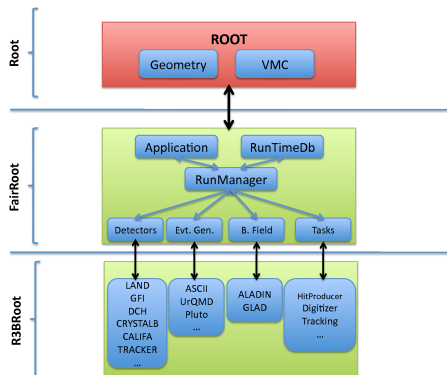 Root
ROOT
Geometry
VMC
FairRoot
Application
RunTimeDb
RunManager
Detectors
Evt. Gen.
B. Field
Tasks
R3BRoot
LAND
GFI
DCH
CRYSTALB
CALIFA
TRACKER
...
ASCII
UrQMD
Pluto
...
ALADIN
GLAD
HitProducer
Digitizer
Tracking
...